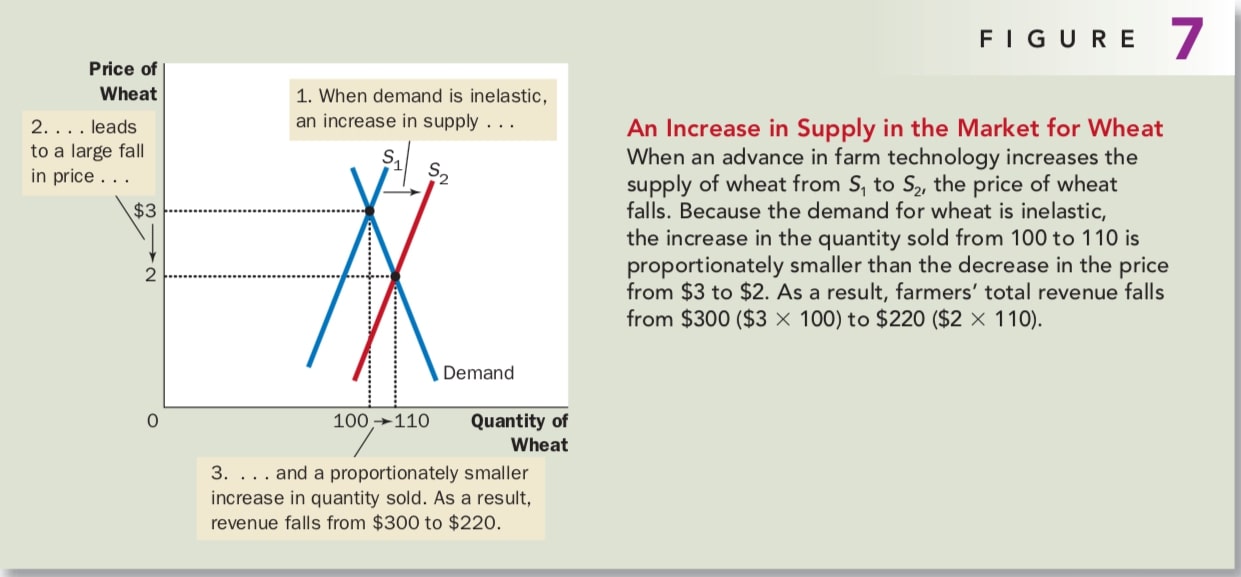 FIGURE 7
Price of
Wheat
1. When demand is inelastic,
an increase in supply . . .
2. . . . leads
to a large fall
in price . . .
S₁
S₂
$3
2
Demand
0
100 → 110
Quantity of
Wheat
3. . . . and a proportionately smaller
increase in quantity sold. As a result,
revenue falls from $300 to $220.
An Increase in Supply in the Market for Wheat
When an advance in farm technology increases the
supply of wheat from S₁ to S₂, the price of wheat
falls. Because the demand for wheat is inelastic,
the increase in the quantity sold from 100 to 110 is
proportionately smaller than the decrease in the price
from $3 to $2. As a result, farmers’ total revenue falls
from $300 ($3 × 100) to $220 ($2 × 110).